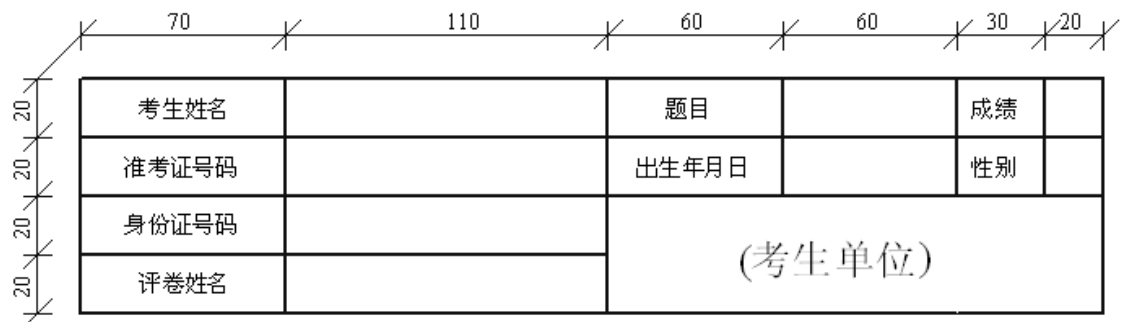 70 110 60 60 30 20
20 考生姓名 题目 成绩
20 准考证号码 出生年月日 性别
20 身份证号码
(考生单位)
20 评卷姓名